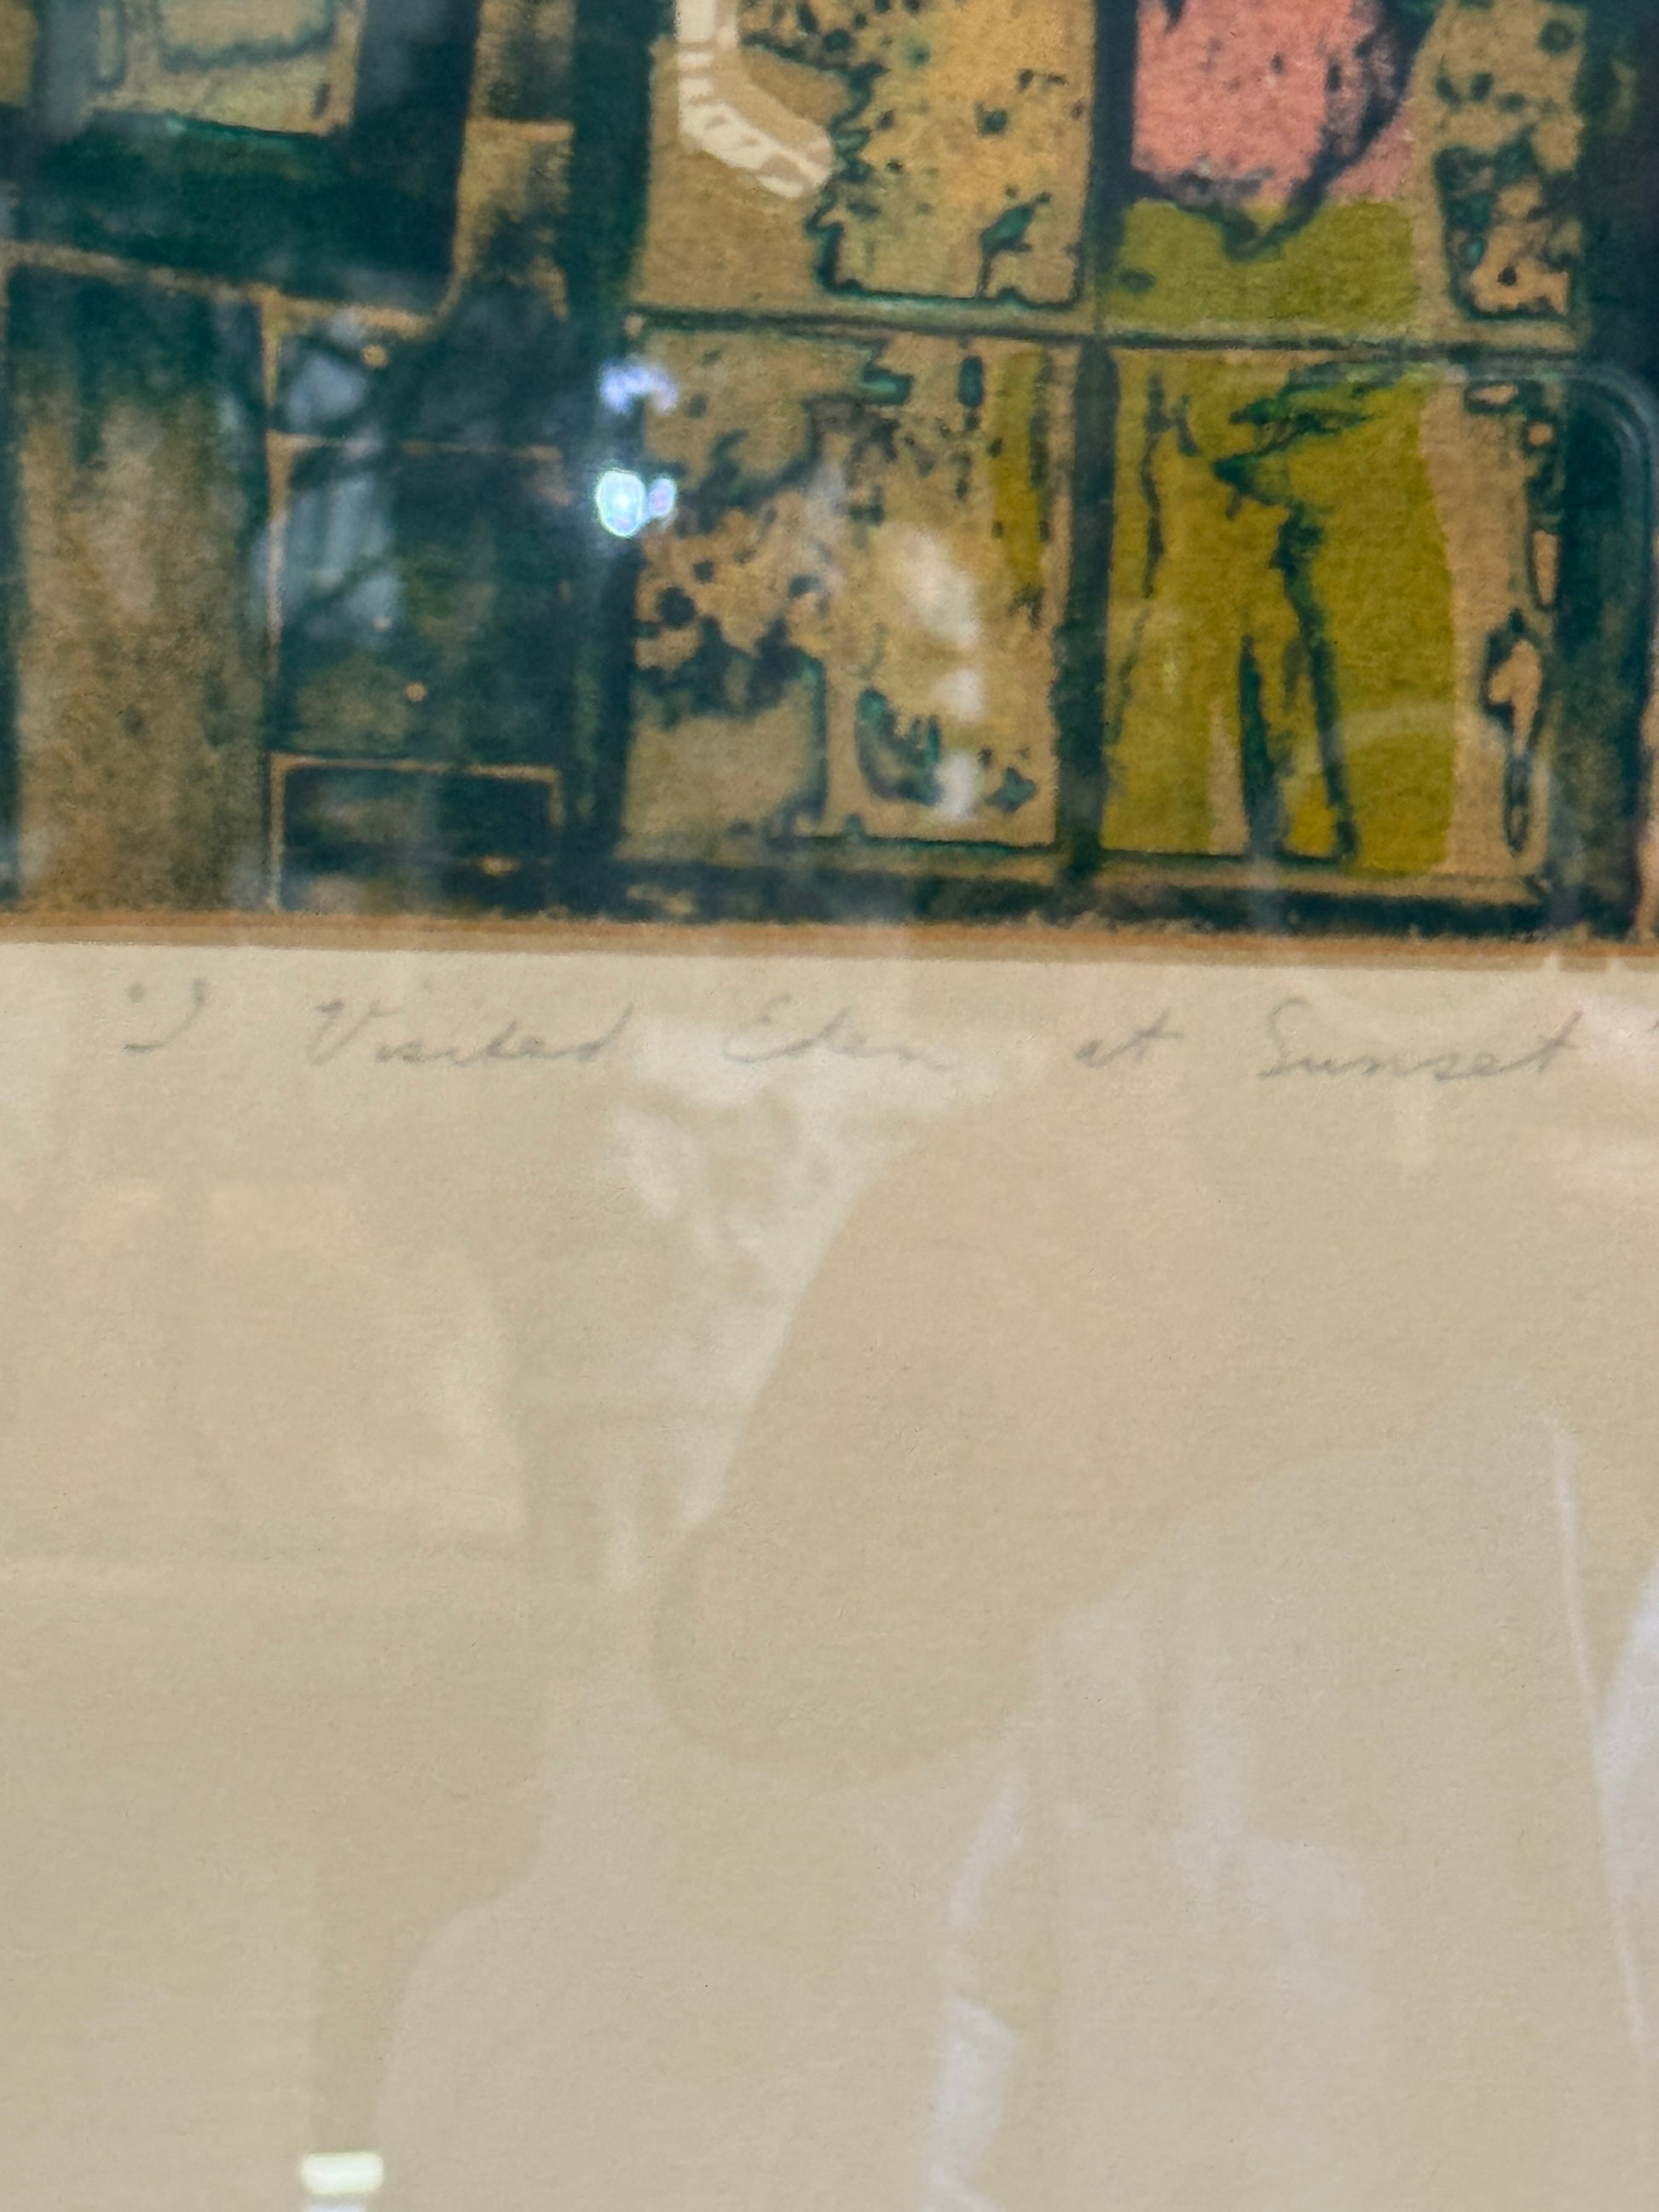 "I Visited Eden at Sunset"